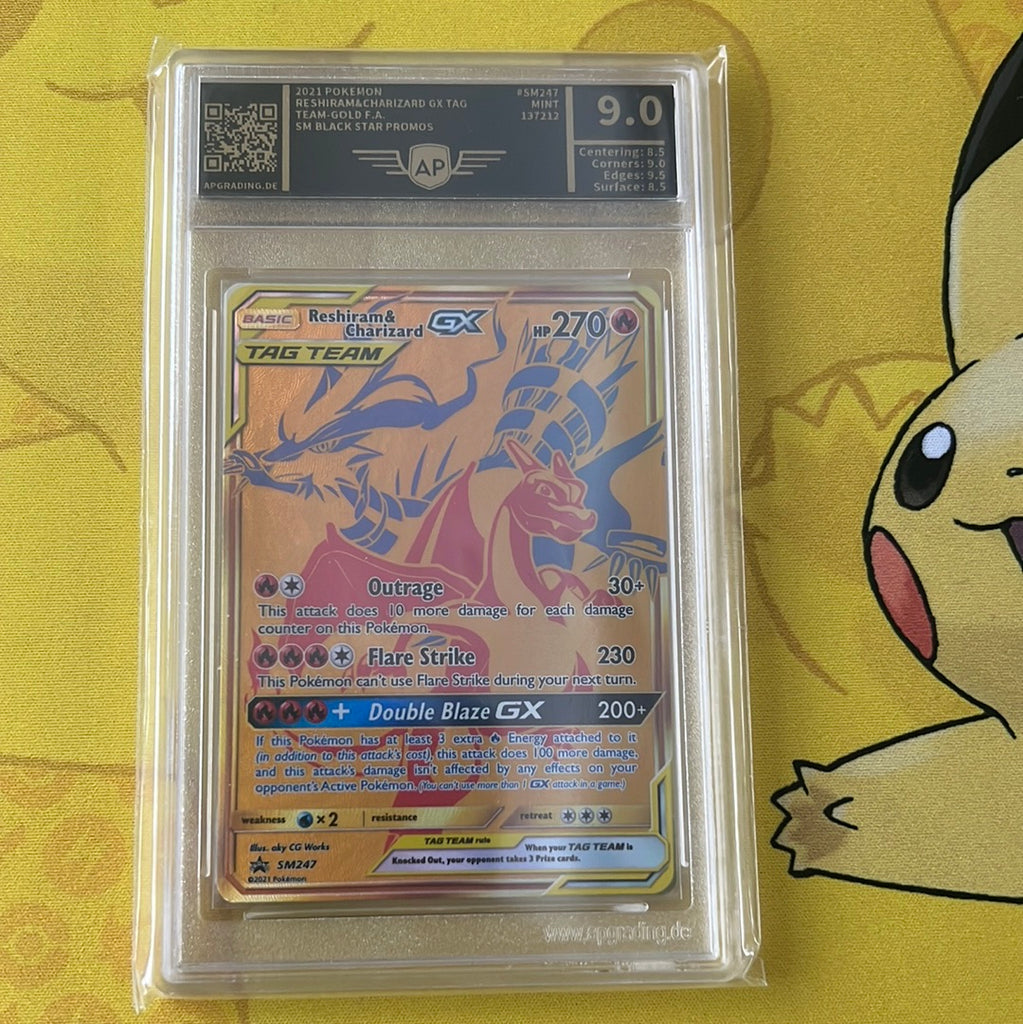 2021 POKEMON
RESHIRAM&CHARIZARD GX TAG
TEAM-GOLD F.A.
SM BLACK STAR PROMOS
#SM247
MINT
137212
9.0
Centering: 8.5
Corners: 9.0
Edges: 9.5
Surface: 8.5
AP
APGRADING.DE
BASIC
Reshiram&
Charizard GX
HP 270
TAG TEAM
Outrage 30+
This attack does 10 more damage for each damage
counter on this Pokémon.
Flare Strike 230
This Pokémon can't use Flare Strike during your next turn.
+ Double Blaze GX 200+
If this Pokémon has at least 3 extra Energy attached to it
(in addition to this attack's cost), this attack does 100 more damage,
and this attack's damage isn't affected by any effects on your
opponent's Active Pokémon. (You can't use more than 1 GX attack in a game.)
weakness ×2 resistance retreat
Illus. aky CG Works
SM247
©2021 Pokémon
TAG TEAM rule When your TAG TEAM is
Knocked Out, your opponent takes 3 Prize cards.
www.apgrading.de